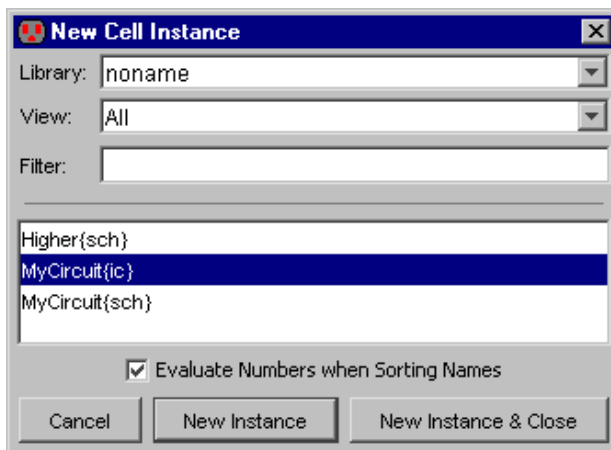 New Cell Instance
Library: noname
View: All
Filter:
Higher{sch}
MyCircuit{ic}
MyCircuit{sch}
Evaluate Numbers when Sorting Names
Cancel New Instance New Instance & Close